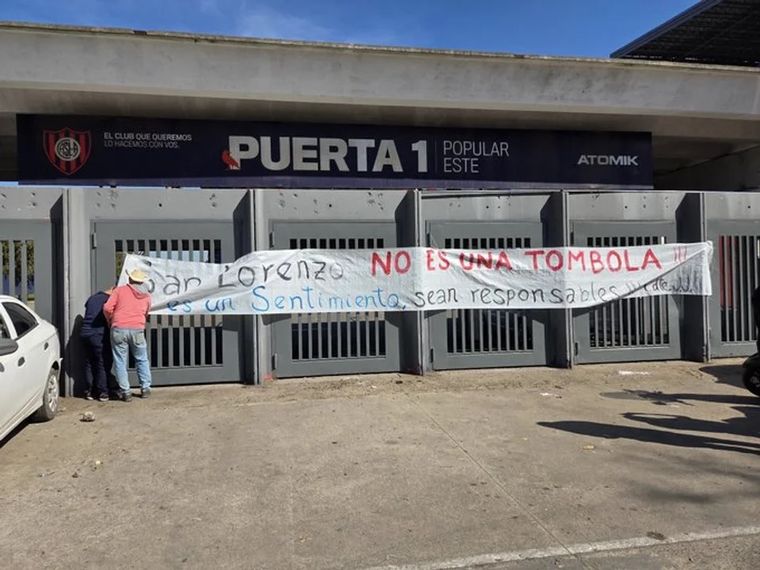 EL CLUB QUE QUEREMOS
LO HACEMOS CON VOS.
PUERTA 1
POPULAR
ESTE
ATOMIK
San Lorenzo NO ES UNA TOMBOLA !!!
es un Sentimiento, sean responsables